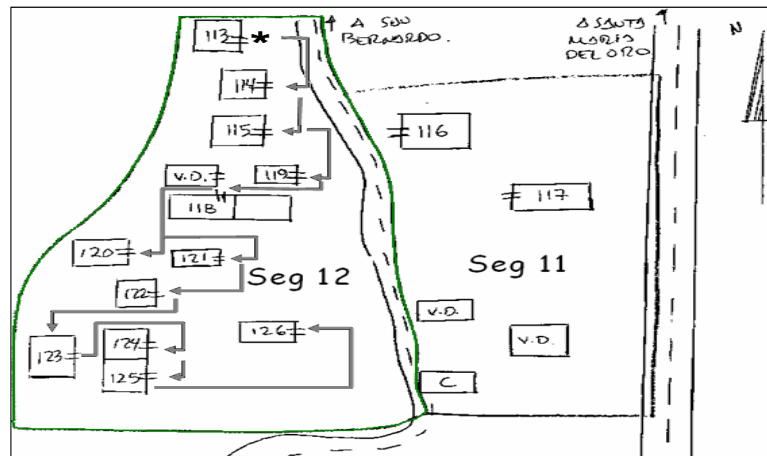 A SAN
BERNARDO.
A SANTA
MARIA
DEL ORO
N
113 *
114
115
116
V.D.
119
118
117
120
121
Seg 12
Seg 11
122
126
V.D.
V.D.
123
124
125
C